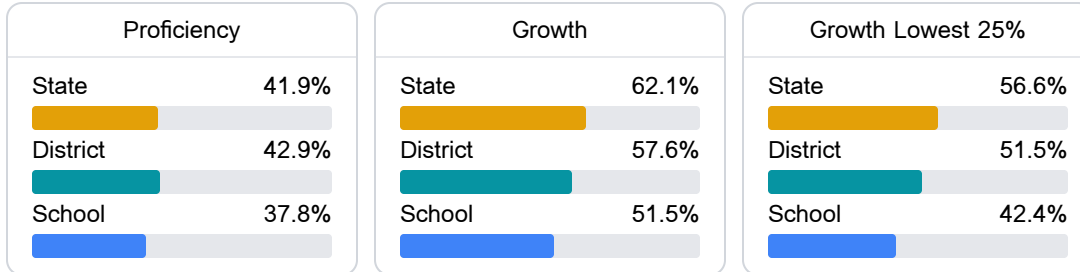 Proficiency
State 41.9%
District 42.9%
School 37.8%
Growth
State 62.1%
District 57.6%
School 51.5%
Growth Lowest 25%
State 56.6%
District 51.5%
School 42.4%